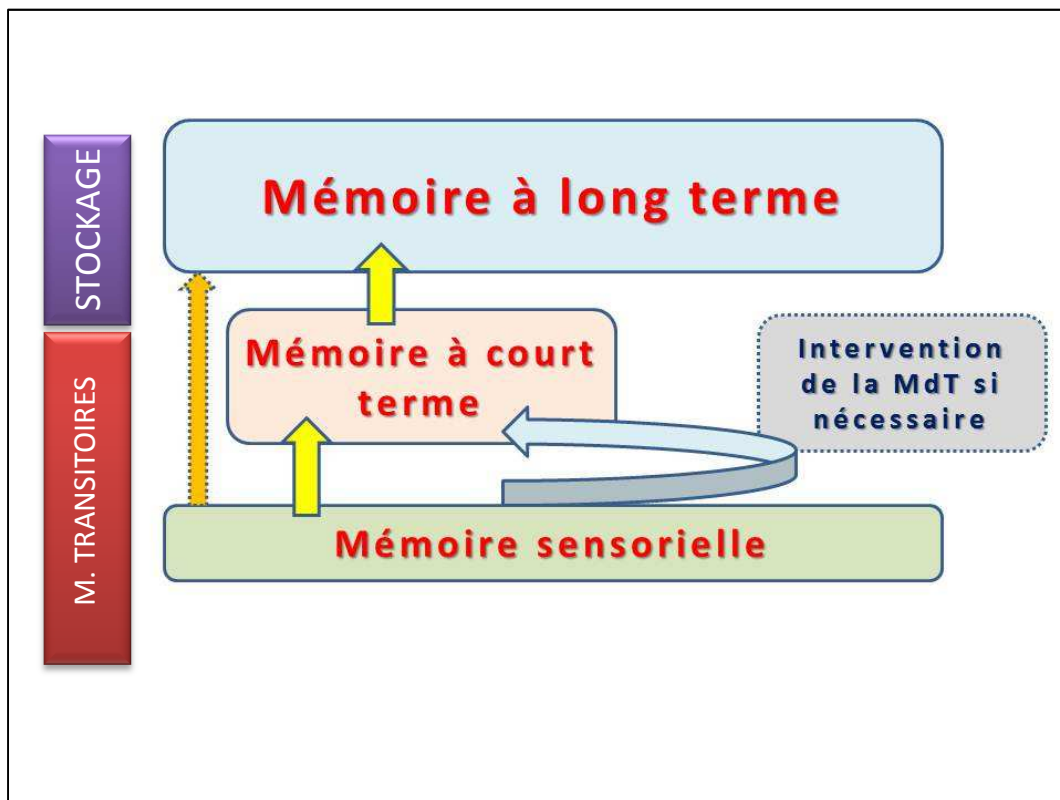 STOCKAGE
M. TRANSITOIRES
Mémoire à long terme
Mémoire à court
terme
Intervention
de la MdT si
nécessaire
Mémoire sensorielle